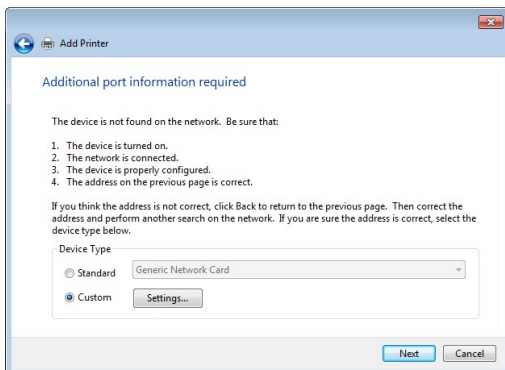 Add Printer
Additional port information required
The device is not found on the network. Be sure that:
1. The device is turned on.
2. The network is connected.
3. The device is properly configured.
4. The address on the previous page is correct.
If you think the address is not correct, click Back to return to the previous page. Then correct the
address and perform another search on the network. If you are sure the address is correct, select the
device type below.
Device Type
Standard Generic Network Card
Custom Settings...
Next Cancel